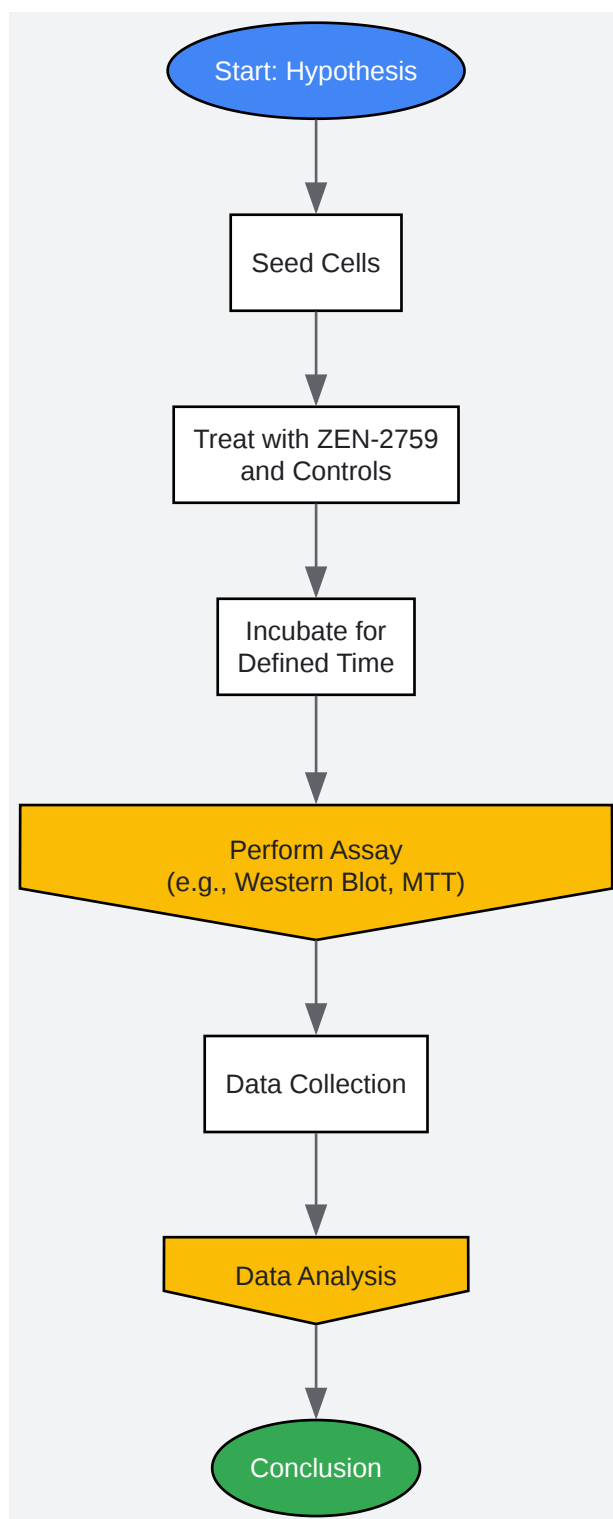 Start: Hypothesis
Seed Cells
Treat with ZEN-2759
and Controls
Incubate for
Defined Time
Perform Assay
(e.g., Western Blot, MTT)
Data Collection
Data Analysis
Conclusion